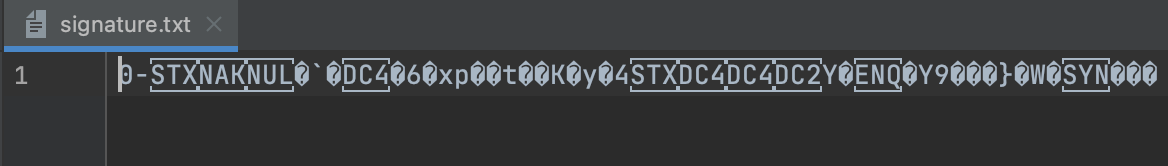 signature.txt
1 0-STXNAKNUL�`�DC4�6�xp��t��K�y�4STXDC4DC4DC2Y�ENQ�Y9���}�W�SYN���